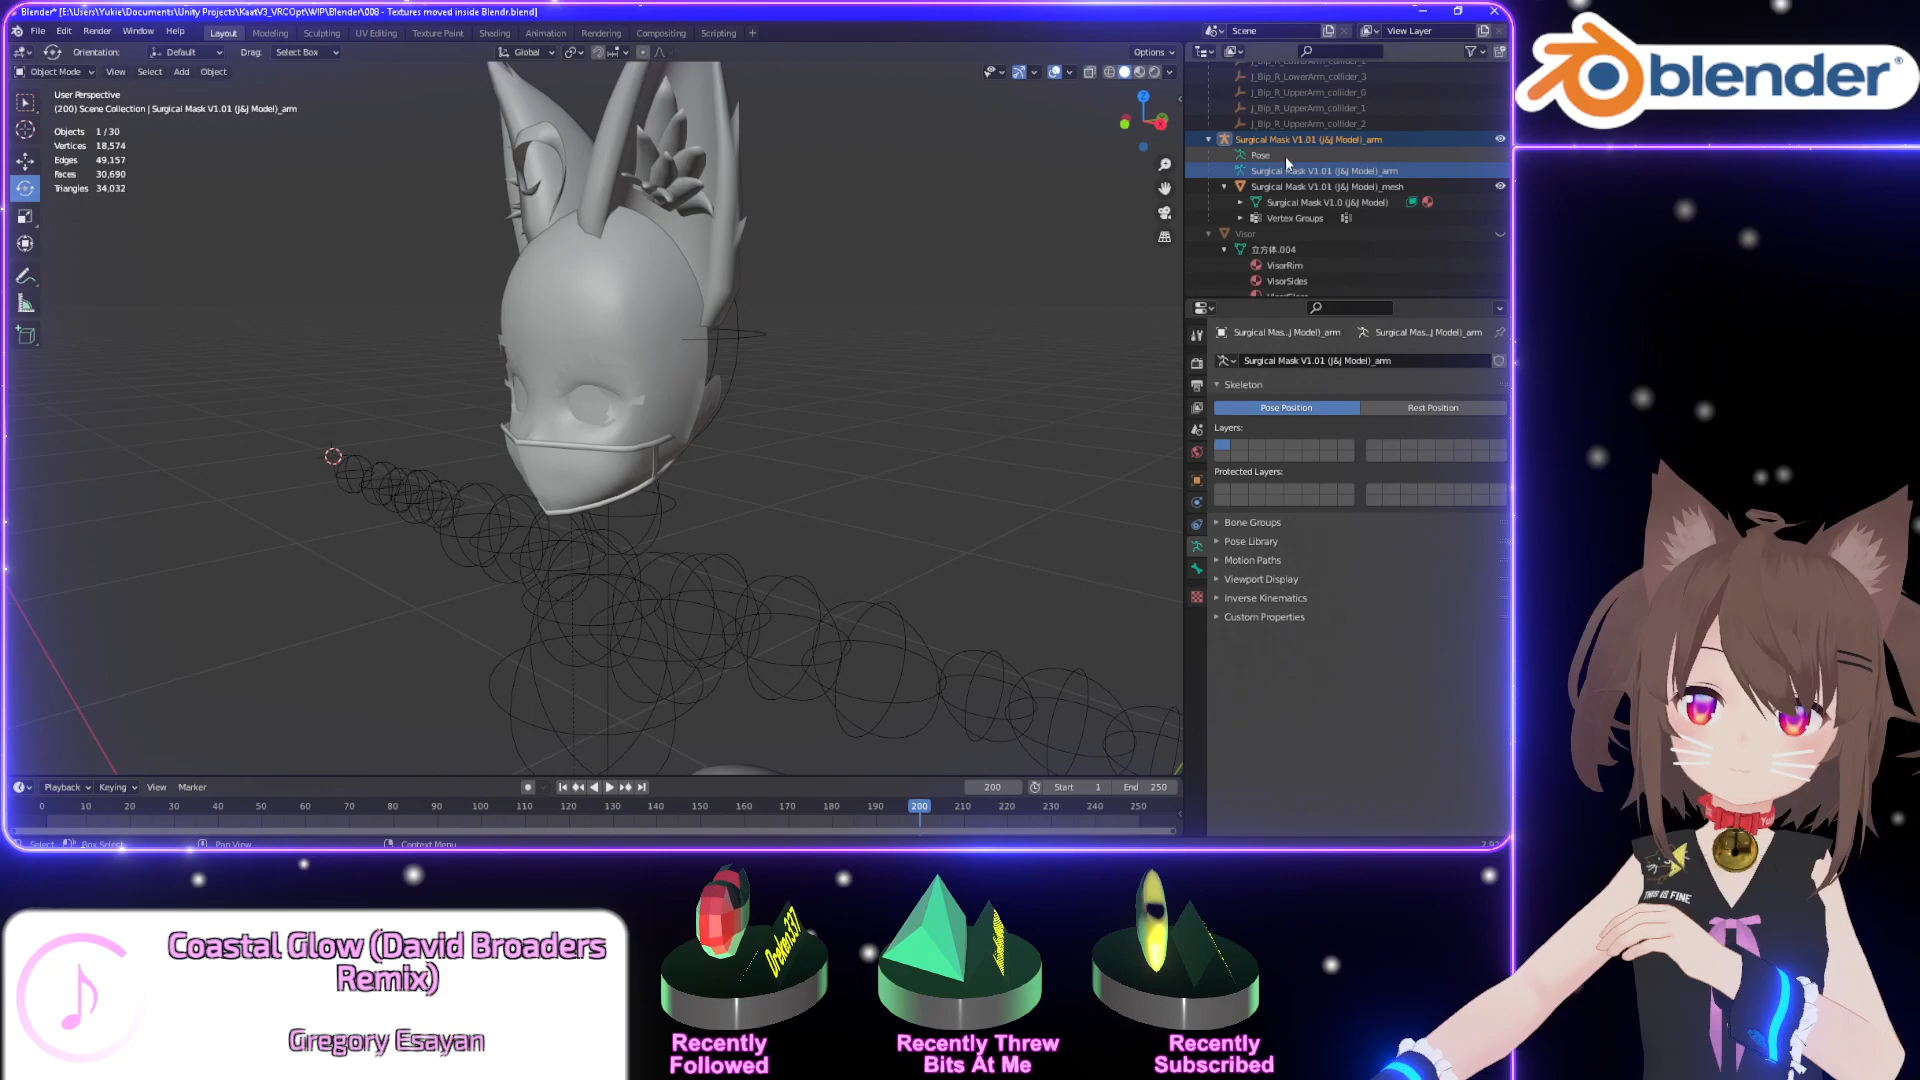 Blender* [E:\Users\Yukie\Documents\Unity Projects\KaatV3_VRCOpt\WIP\Blender\008 - Textures moved inside Blendr.blend]
File Edit Render Window Help Layout Modeling Sculpting UV Editing Texture Paint Shading Animation Rendering Compositing Scripting + Scene View Layer
Orientation: Default Drag: Select Box Global Options
Object Mode View Select Add Object
User Perspective
(200) Scene Collection | Surgical Mask V1.01 (J&J Model)_arm
Objects 1 / 30
Vertices 18,574
Edges 49,157
Faces 30,690
Triangles 34,032
Z
J_Bip_R_LowerArm_collider_2
J_Bip_R_LowerArm_collider_3
J_Bip_R_UpperArm_collider_0
J_Bip_R_UpperArm_collider_1
J_Bip_R_UpperArm_collider_2
Surgical Mask V1.01 (J&J Model)_arm
Pose
Surgical Mask V1.01 (J&J Model)_arm
Surgical Mask V1.01 (J&J Model)_mesh
Surgical Mask V1.0 (J&J Model)
Vertex Groups
Visor
立方体.004
VisorRim
VisorSides
Surgical Mas..J Model)_arm Surgical Mas...J Model)_arm
Surgical Mask V1.01 (J&J Model)_arm
Skeleton
Pose Position Rest Position
Layers:
Protected Layers:
Bone Groups
Pose Library
Motion Paths
Viewport Display
Inverse Kinematics
Custom Properties
Playback Keying View Marker 200 Start 1 End 250
0 10 20 30 40 50 60 70 80 90 100 110 120 130 140 150 160 170 180 190 200 210 220 230 240 250
Select Box Select Pan View Context Menu
blender
THIS IS FINE
Coastal Glow (David Broaders
Remix)
Gregory Esayan
Dreken337
Recently
Followed
Recently Threw
Bits At Me
Recently
Subscribed